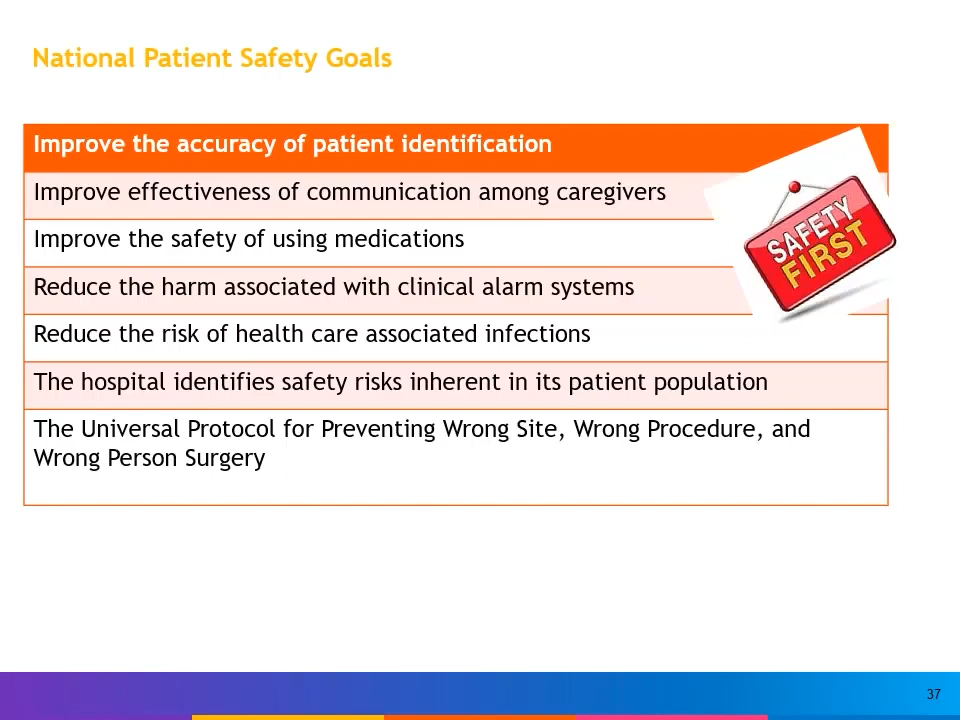 National Patient Safety Goals
Improve the accuracy of patient identification
Improve effectiveness of communication among caregivers
Improve the safety of using medications
Reduce the harm associated with clinical alarm systems
Reduce the risk of health care associated infections
The hospital identifies safety risks inherent in its patient population
The Universal Protocol for Preventing Wrong Site, Wrong Procedure, and
Wrong Person Surgery
SAFETY
FIRST
37